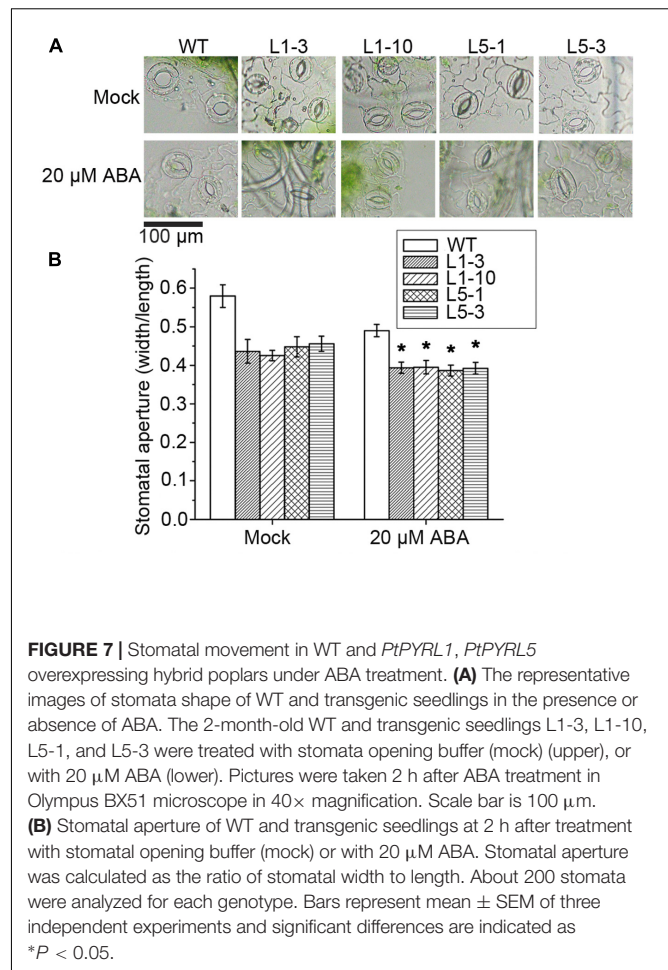 A
WT L1-3 L1-10 L5-1 L5-3
Mock
20 μM ABA
100 μm
B
WT
L1-3
L1-10
L5-1
L5-3
Stomatal aperture (width/length)
0.6
0.5
0.4
0.3
0.2
0.1
0.0
* * * *
Mock 20 μM ABA
FIGURE 7 | Stomatal movement in WT and PtPYRL1, PtPYRL5
overexpressing hybrid poplars under ABA treatment. (A) The representative
images of stomata shape of WT and transgenic seedlings in the presence or
absence of ABA. The 2-month-old WT and transgenic seedlings L1-3, L1-10,
L5-1, and L5-3 were treated with stomata opening buffer (mock) (upper), or
with 20 μM ABA (lower). Pictures were taken 2 h after ABA treatment in
Olympus BX51 microscope in 40× magnification. Scale bar is 100 μm.
(B) Stomatal aperture of WT and transgenic seedlings at 2 h after treatment
with stomatal opening buffer (mock) or with 20 μM ABA. Stomatal aperture
was calculated as the ratio of stomatal width to length. About 200 stomata
were analyzed for each genotype. Bars represent mean ± SEM of three
independent experiments and significant differences are indicated as
*P < 0.05.